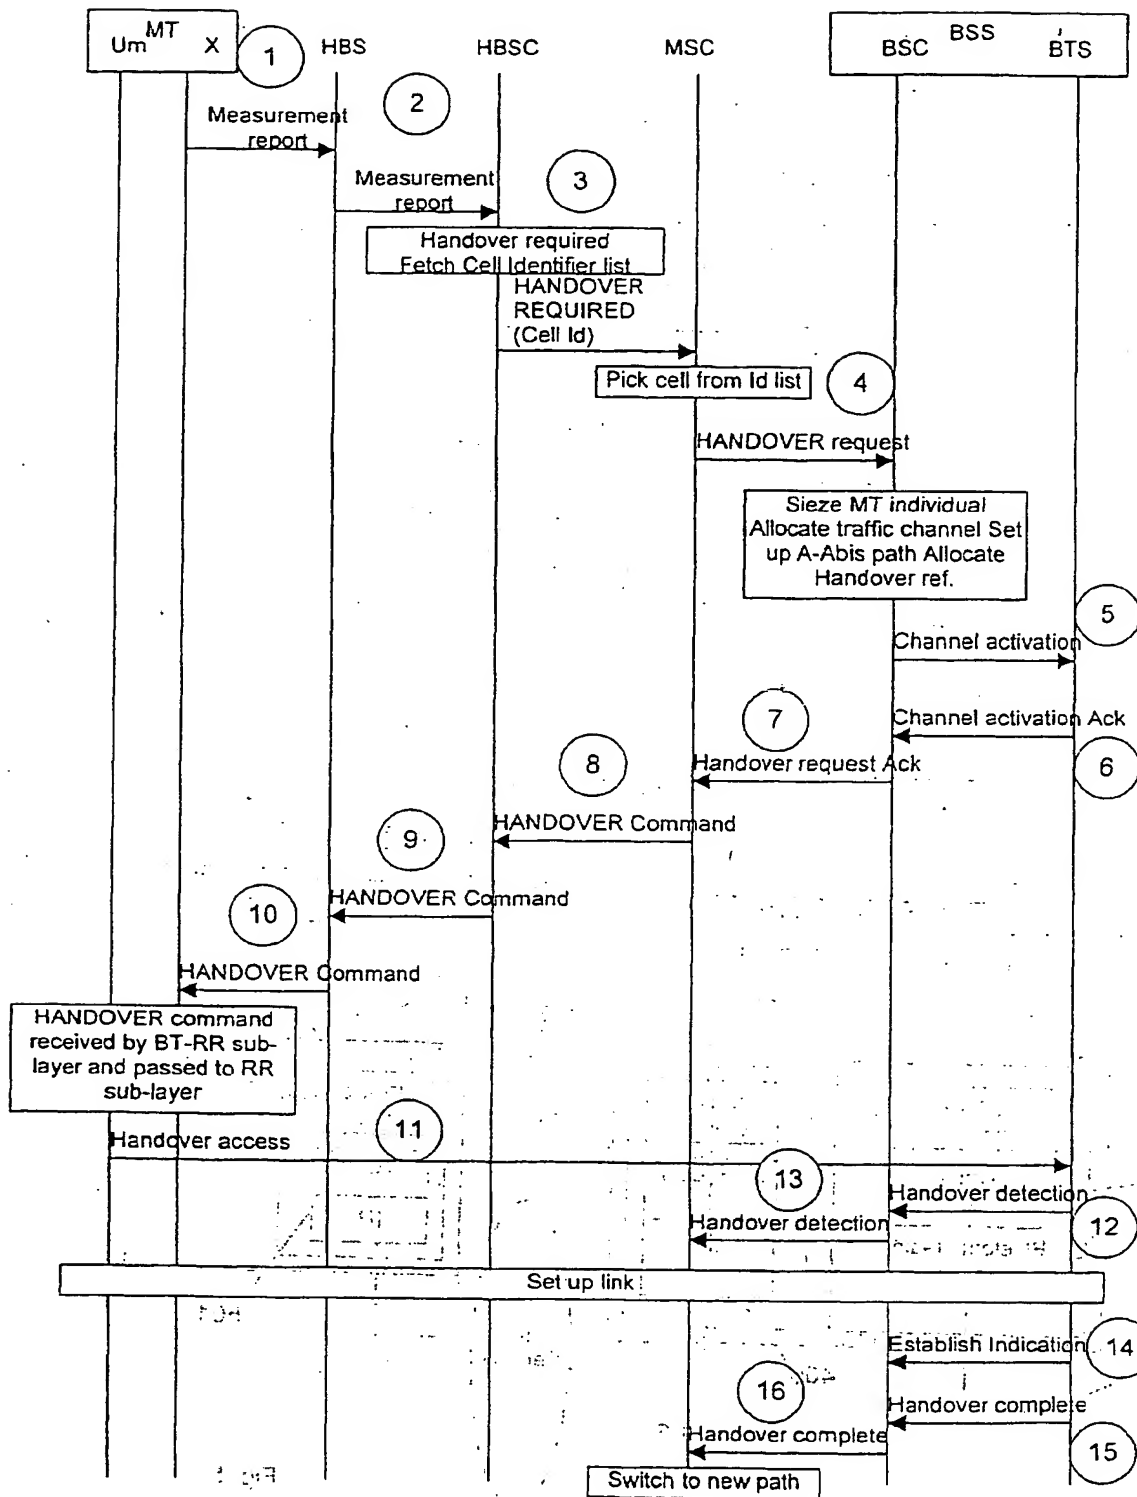 MT
Um
X
1
HBS
HBSC
MSC
BSS
BSC
BTS
2
Measurement
report
3
Measurement
report
Handover required
Fetch Cell Identifier list
HANDOVER
REQUIRED
(Cell Id)
Pick cell from Id list
4
HANDOVER request
Sieze MT individual
Allocate traffic channel Set
up A-Abis path Allocate
Handover ref.
5
Channel activation
7
Channel activation Ack
8
Handover request Ack
6
9
HANDOVER Command
10
HANDOVER Command
HANDOVER Command
HANDOVER command
received by BT-RR sub-
layer and passed to RR
sub-layer
11
Handover access
13
Handover detection
Handover detection
12
Set up link
Establish Indication
14
16
Handover complete
Handover complete
15
Switch to new path